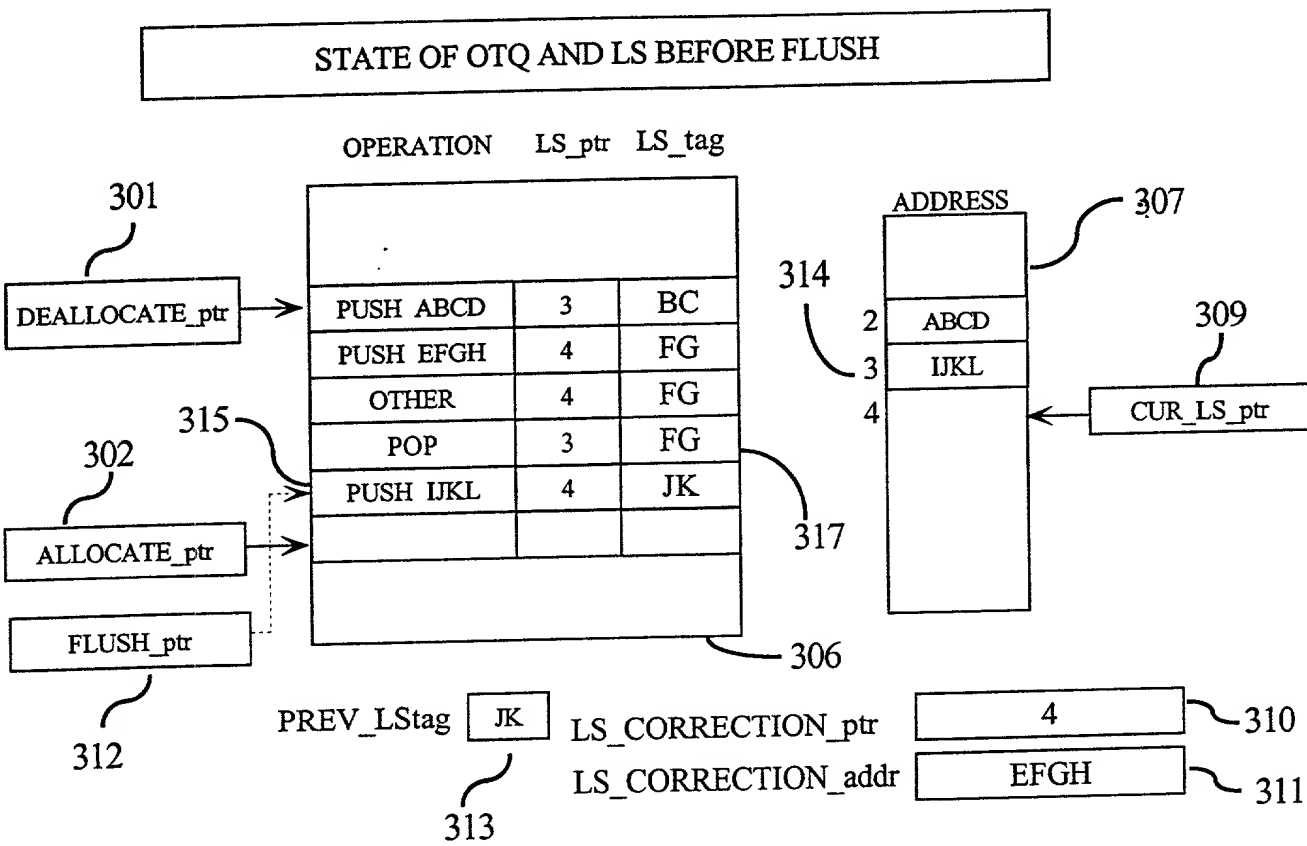 STATE OF OTQ AND LS BEFORE FLUSH
OPERATION LS_ptr LS_tag
301
ADDRESS
307
314
DEALLOCATE_ptr
PUSH ABCD 3 BC
2 ABCD
309
PUSH EFGH 4 FG
3 IJKL
OTHER 4 FG
4
CUR_LS_ptr
315
POP 3 FG
302
PUSH IJKL 4 JK
317
ALLOCATE_ptr
FLUSH_ptr
306
312
PREV_LStag JK
LS_CORRECTION_ptr 4
310
LS_CORRECTION_addr EFGH
311
313